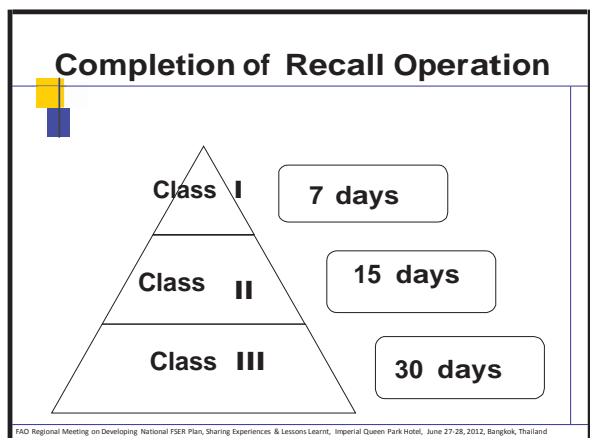 Completion of Recall Operation
Class I
7 days
Class II
15 days
Class III
30 days
FAO Regional Meeting on Developing National FSER Plan, Sharing Experiences & Lessons Learnt, Imperial Queen Park Hotel, June 27-28, 2012, Bangkok, Thailand